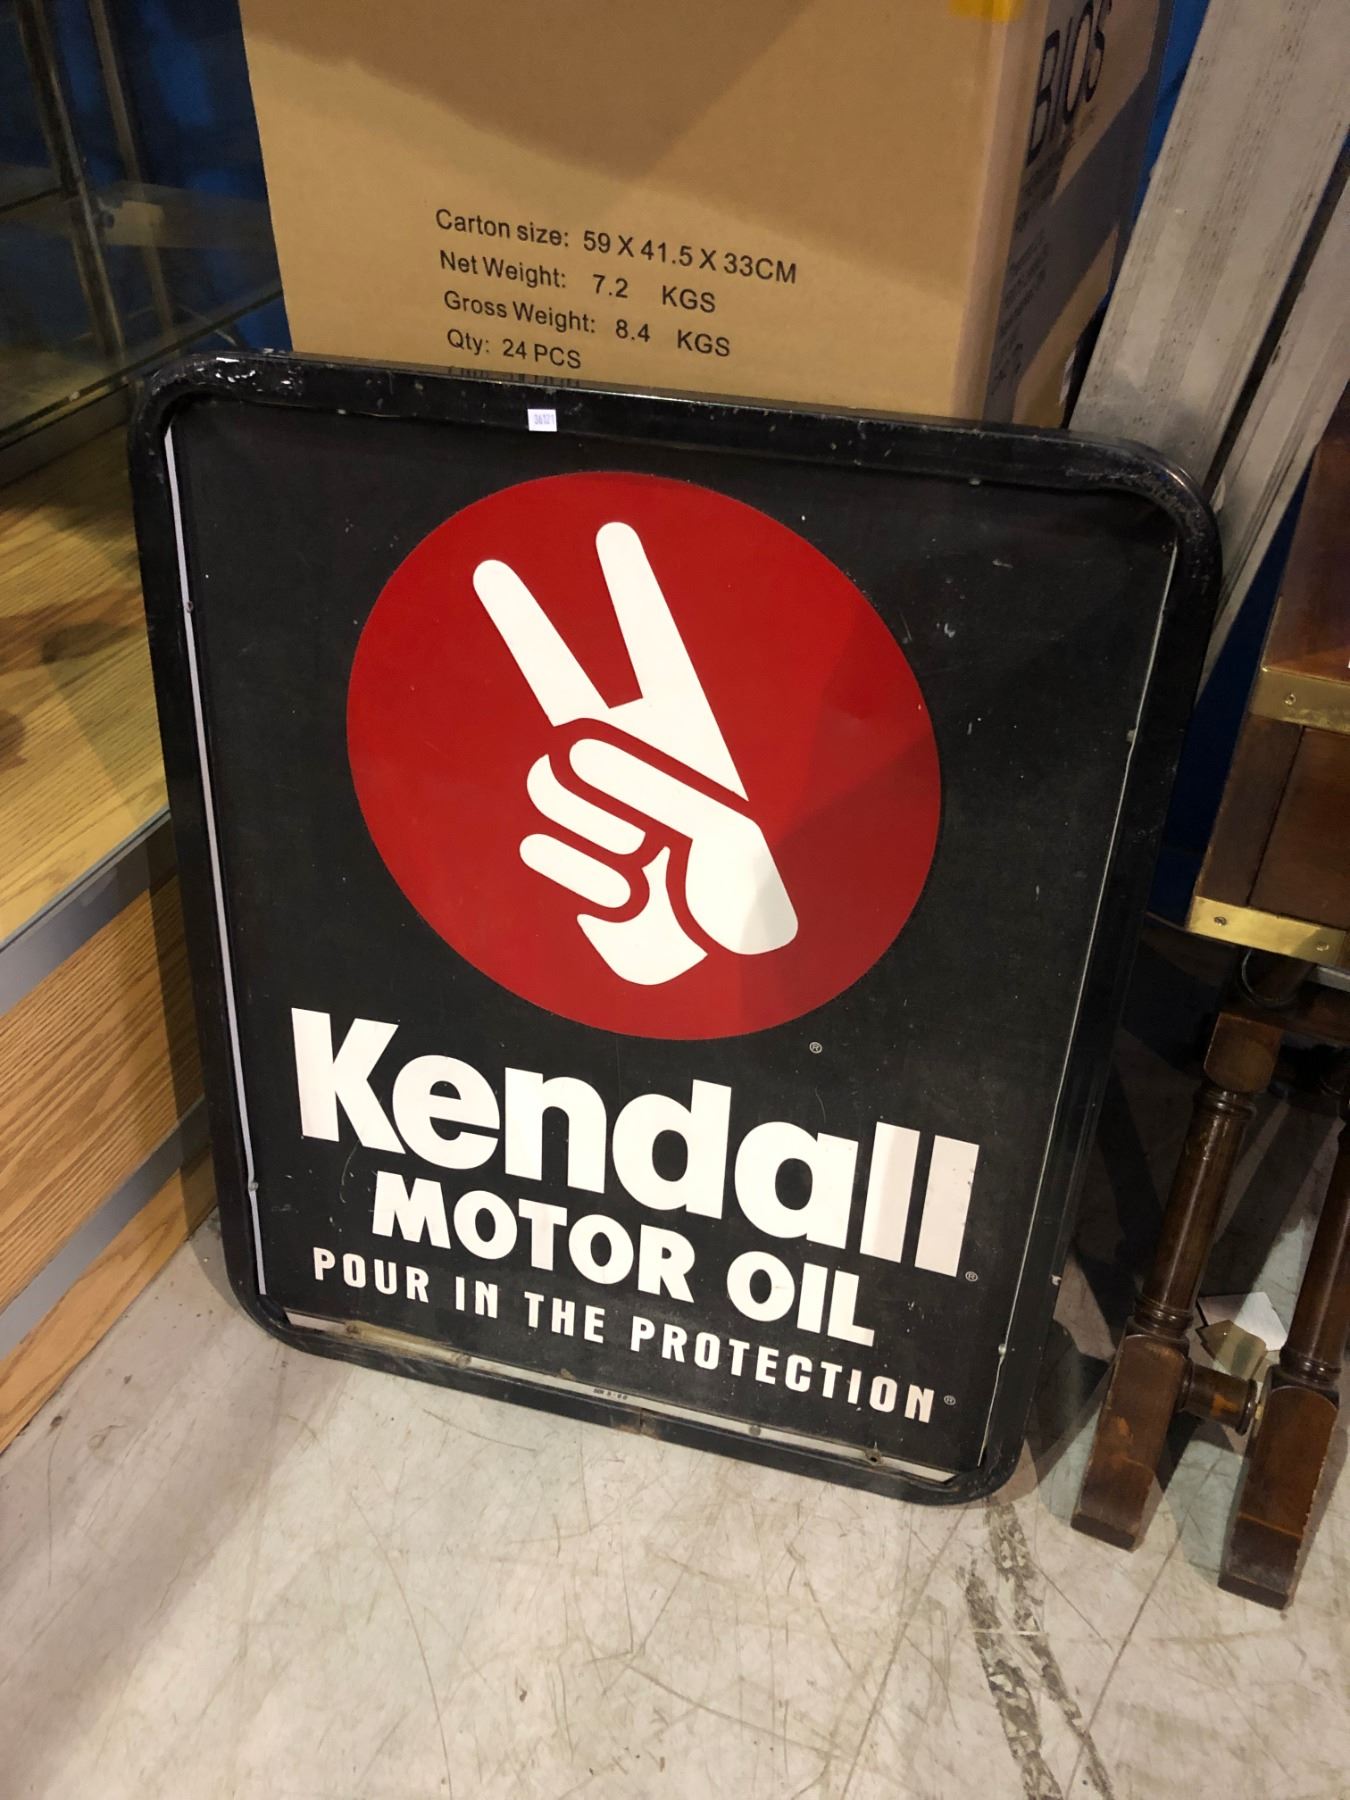 BIOS
Carton size: 59 X 41.5 X 33CM
Net Weight: 7.2 KGS
Gross Weight: 8.4 KGS
Qty: 24 PCS
®
Kendall®
MOTOR OIL
POUR IN THE PROTECTION®